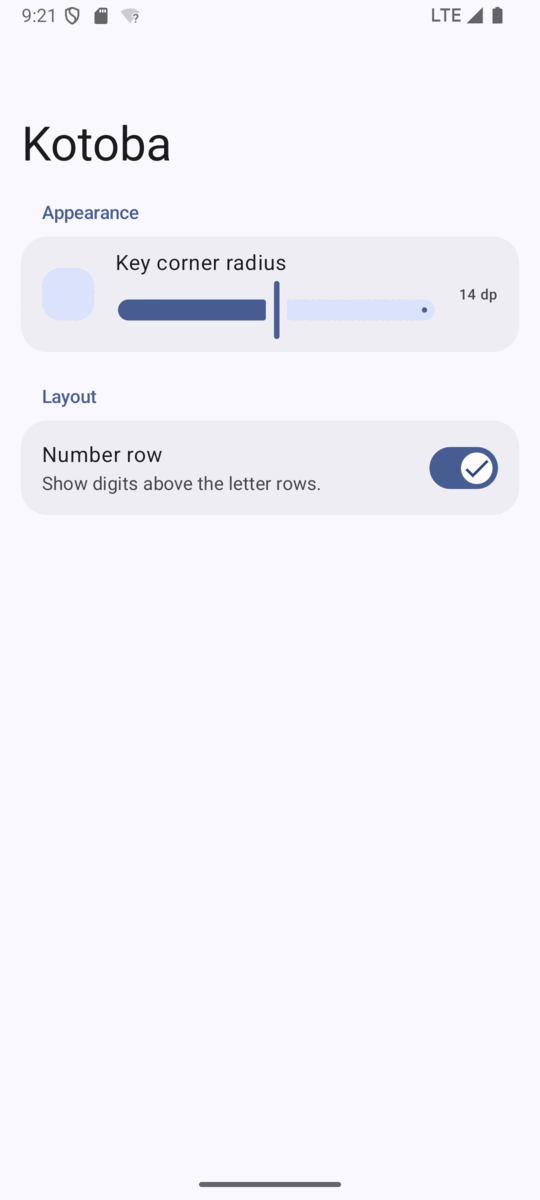 9:21
LTE
Kotoba
Appearance
Key corner radius
14 dp
Layout
Number row
Show digits above the letter rows.